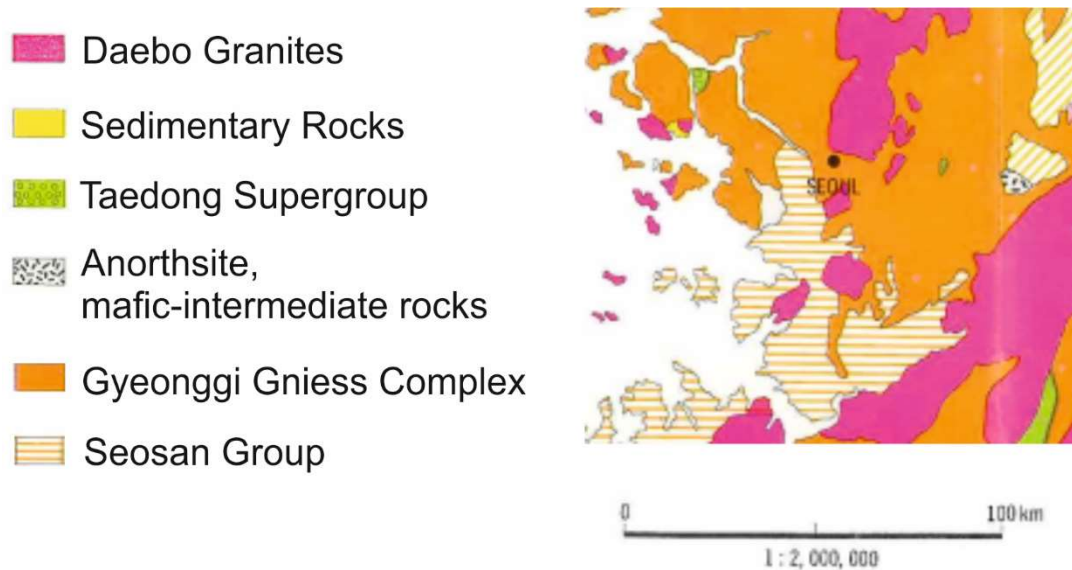 Daebo Granites
Sedimentary Rocks
Taedong Supergroup
Anorthsite,
mafic-intermediate rocks
Gyeonggi Gniess Complex
Seosan Group
SEOUL
0 100 km
1 : 2, 000, 000